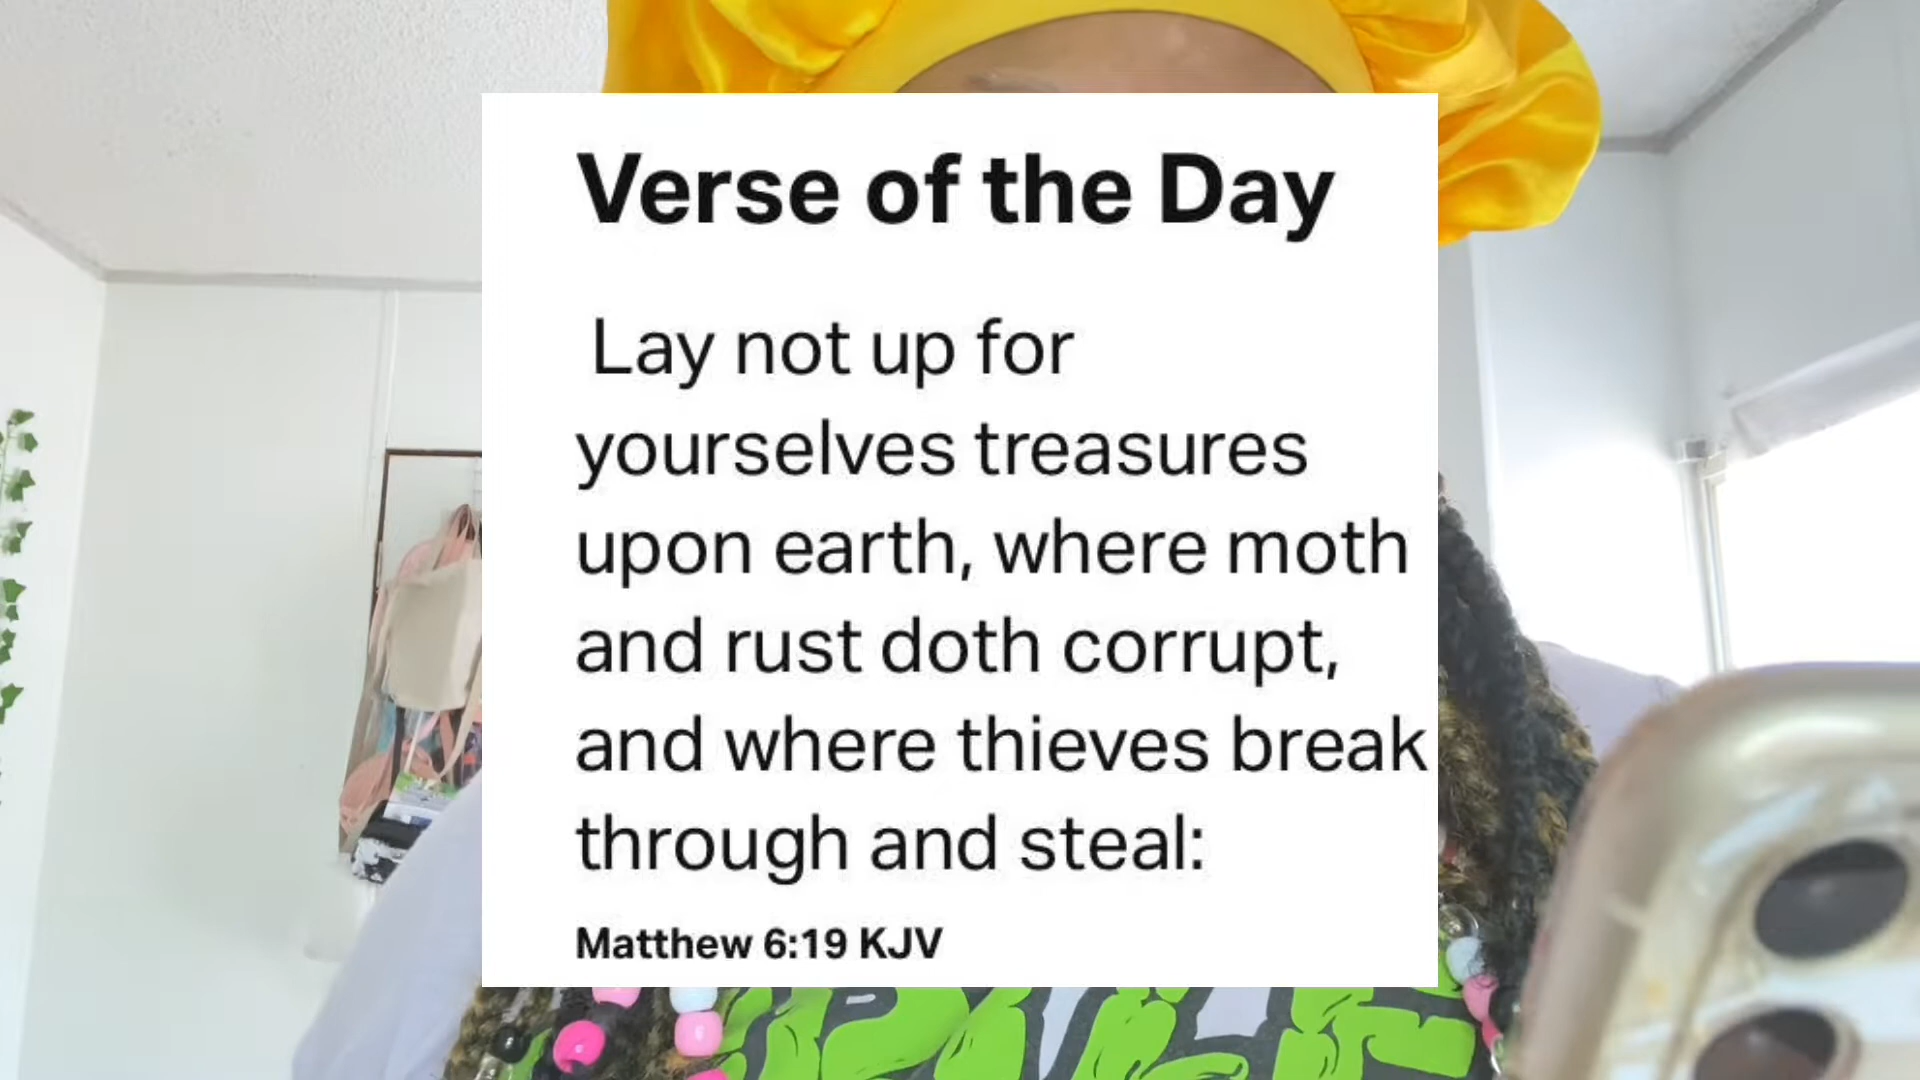 Verse of the Day
Lay not up for
yourselves treasures
upon earth, where moth
and rust doth corrupt,
and where thieves break
through and steal:
Matthew 6:19 KJV